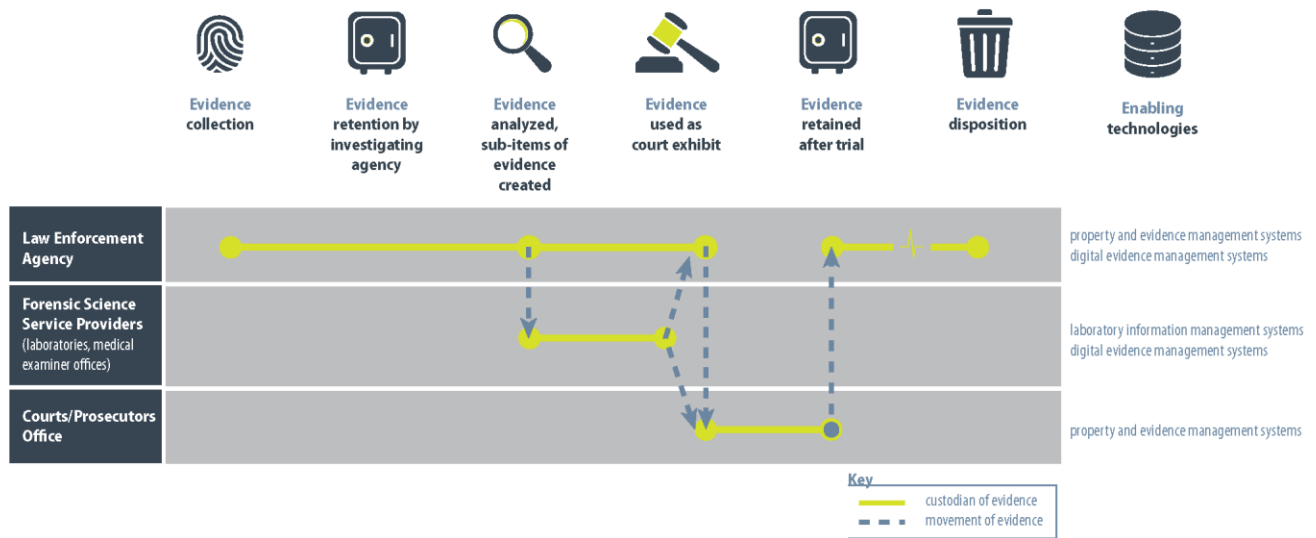 Evidence
collection
Evidence
retention by
investigating
agency
Evidence
analyzed,
sub-items of
evidence
created
Evidence
used as
court exhibit
Evidence
retained
after trial
Evidence
disposition
Enabling
technologies
Law Enforcement
Agency
property and evidence management systems
digital evidence management systems
Forensic Science
Service Providers
(laboratories, medical
examiner offices)
laboratory information management systems
digital evidence management systems
Courts/Prosecutors
Office
property and evidence management systems
Key
custodian of evidence
movement of evidence